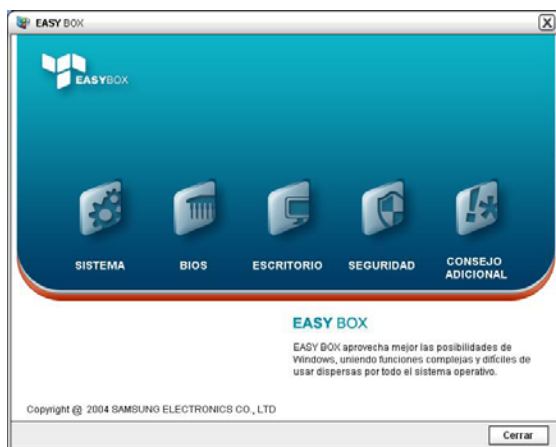 EASY BOX
EASYBOX
SISTEMA
BIOS
ESCRITORIO
SEGURIDAD
CONSEJO
ADICIONAL
EASY BOX
EASY BOX aprovecha mejor las posibilidades de
Windows, uniendo funciones complejas y difíciles de
usar dispersas por todo el sistema operativo.
Copyright @ 2004 SAMSUNG ELECTRONICS CO., LTD
Cerrar